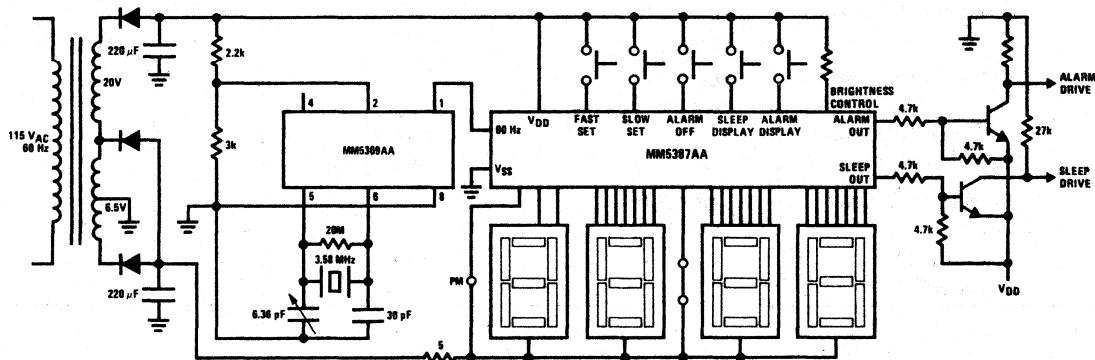 220 μF
20V
115 VAC
60 Hz
6.5V
220 μF
2.2k
3k
4
2
1
MM5369AA
5
6
8
20M
3.58 MHz
6.36 pF
30 pF
5
60 Hz
VDD
FAST
SET
SLOW
SET
ALARM
OFF
SLEEP
DISPLAY
ALARM
DISPLAY
BRIGHTNESS
CONTROL
VSS
MM5387AA
ALARM
OUT
SLEEP
OUT
PM
4.7k
4.7k
4.7k
4.7k
27k
ALARM
DRIVE
SLEEP
DRIVE
VDD